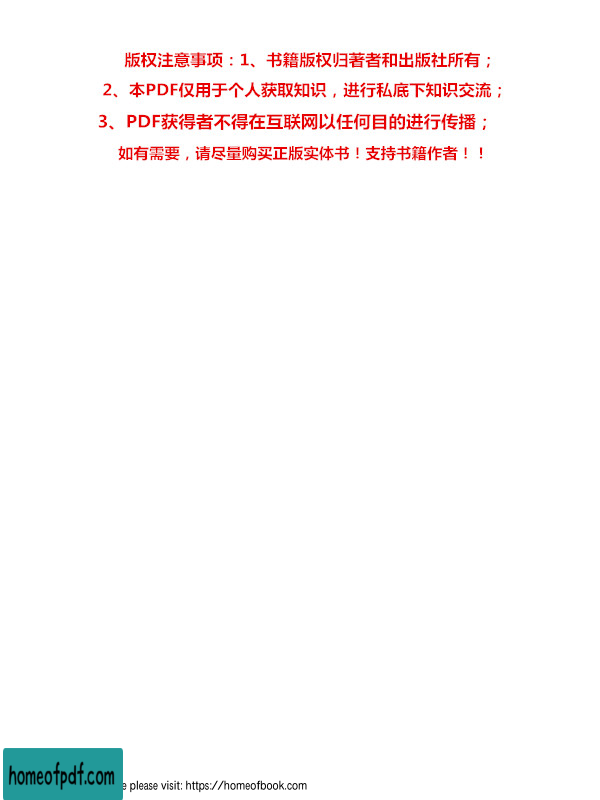 版权注意事项：1、书籍版权归著者和出版社所有；
2、本PDF仅用于个人获取知识，进行私底下知识交流；
3、PDF获得者不得在互联网以任何目的进行传播；
如有需要，请尽量购买正版实体书！支持书籍作者！！
homeofpdf.com
please visit: https://homeofbook.com